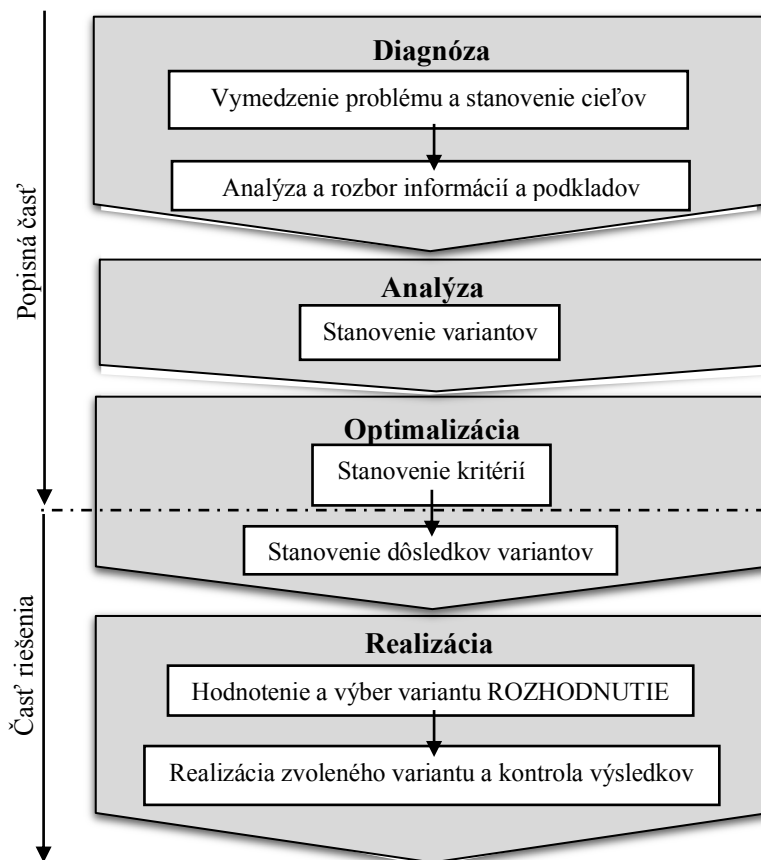 Diagnóza
Vymedzenie problému a stanovenie cieľov
Analýza a rozbor informácií a podkladov
Popisná časť
Analýza
Stanovenie variantov
Optimalizácia
Stanovenie kritérií
Stanovenie dôsledkov variantov
Časť riešenia
Realizácia
Hodnotenie a výber variantu ROZHODNUTIE
Realizácia zvoleného variantu a kontrola výsledkov